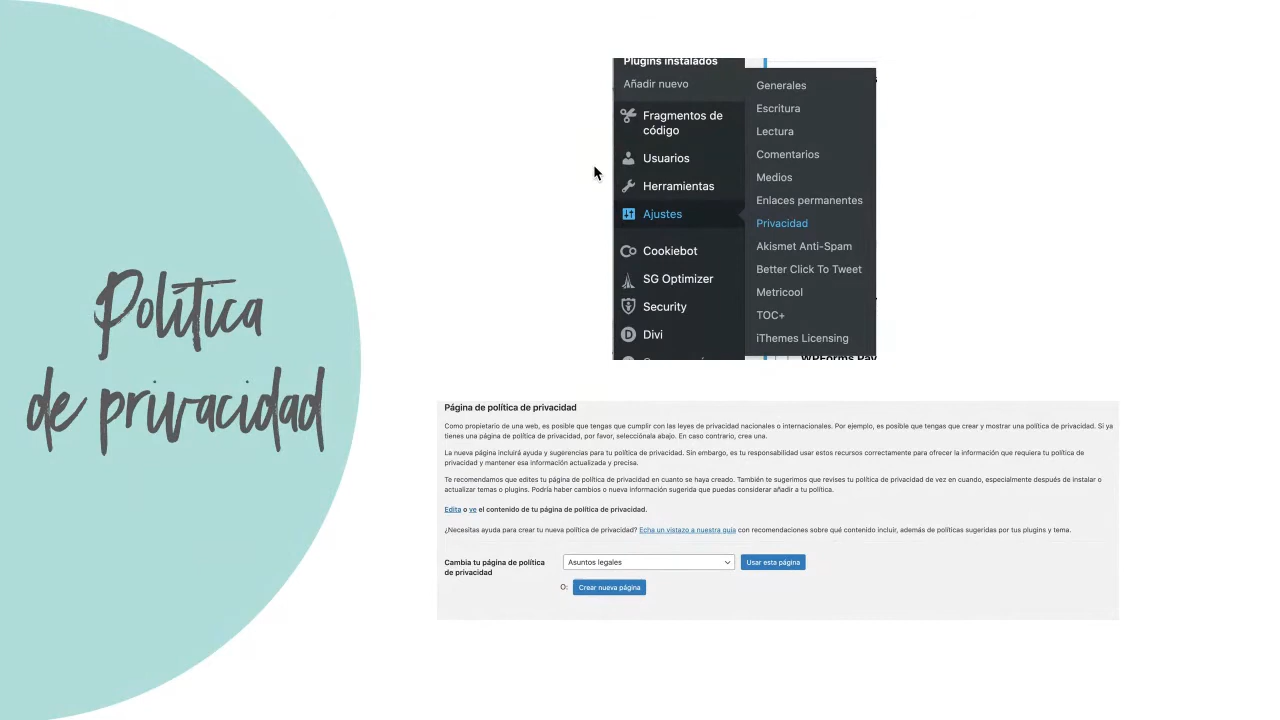 Política
de privacidad
Plugins instalados
Añadir nuevo
Fragmentos de
código
Usuarios
Herramientas
Ajustes
Cookiebot
SG Optimizer
Security
Divi
Generales
Escritura
Lectura
Comentarios
Medios
Enlaces permanentes
Privacidad
Akismet Anti-Spam
Better Click To Tweet
Metricool
TOC+
iThemes Licensing
Página de política de privacidad
Como propietario de una web, es posible que tengas que cumplir con las leyes de privacidad nacionales o internacionales. Por ejemplo, es posible que tengas que crear y mostrar una política de privacidad. Si ya
tienes una página de política de privacidad, por favor, selecciónala abajo. En caso contrario, crea una.
La nueva página incluirá ayuda y sugerencias para tu política de privacidad. Sin embargo, es tu responsabilidad usar estos recursos correctamente para ofrecer la información que requiera tu política de
privacidad y mantener esa información actualizada y precisa.
Te recomendamos que edites tu página de política de privacidad en cuanto se haya creado. También te sugerimos que revises tu política de privacidad de vez en cuando, especialmente después de instalar o
actualizar temas o plugins. Podría haber cambios o nueva información sugerida que puedas considerar añadir a tu política.
Edita o ve el contenido de tu página de política de privacidad.
¿Necesitas ayuda para crear tu nueva política de privacidad? Echa un vistazo a nuestra guía con recomendaciones sobre qué contenido incluir, además de políticas sugeridas por tus plugins y tema.
Cambia tu página de política
de privacidad
Asuntos legales
Usar esta página
O:
Crear nueva página